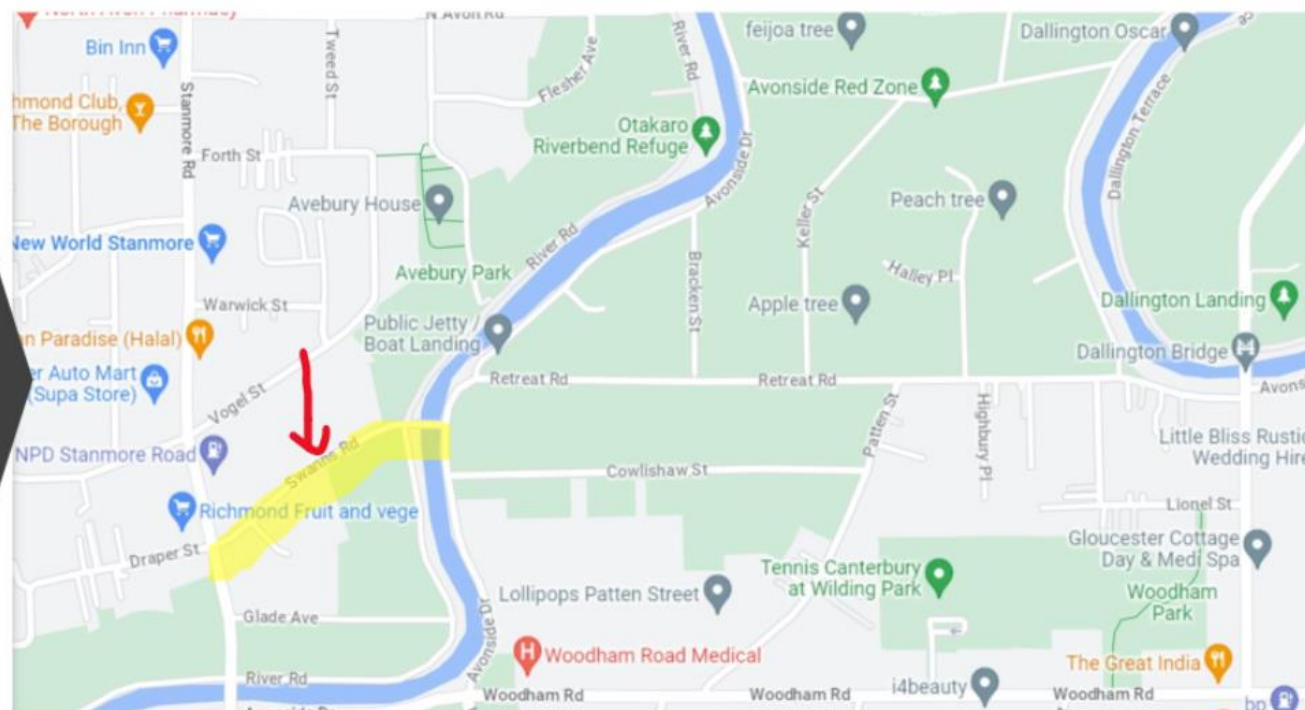 North Avon Pharmacy
N Avon Rd
Bin Inn
Tweed St
River Rd
feijoa tree
Dallington Oscar
Flesher Ave
Avonside Red Zone
Dallington Terrace
Stanmore Rd
The Borough
Club,
Forth St
Otakaro
Riverbend Refuge
Avonside Dr
Avebury House
Keller St
Peach tree
New World Stanmore
River Rd
Avebury Park
Bracken St
Halley Pl
Warwick St
Public Jetty /
Boat Landing
Apple tree
Dallington Landing
Paradise (Halal)
Dallington Bridge
Auto Mart
(Supa Store)
Retreat Rd
Retreat Rd
Vogel St
Patten St
Highbury Pl
Little Bliss Rustic
Wedding Hire
NPD Stanmore Road
Swanns Rd
Cowlishaw St
Richmond Fruit and vege
Lionel St
Draper St
Gloucester Cottage
Day & Medi Spa
Tennis Canterbury
at Wilding Park
Lollipops Patten Street
Woodham
Park
Glade Ave
Avonside Dr
Woodham Road Medical
The Great India
River Rd
i4beauty
Woodham Rd
Woodham Rd
Woodham Rd
bp